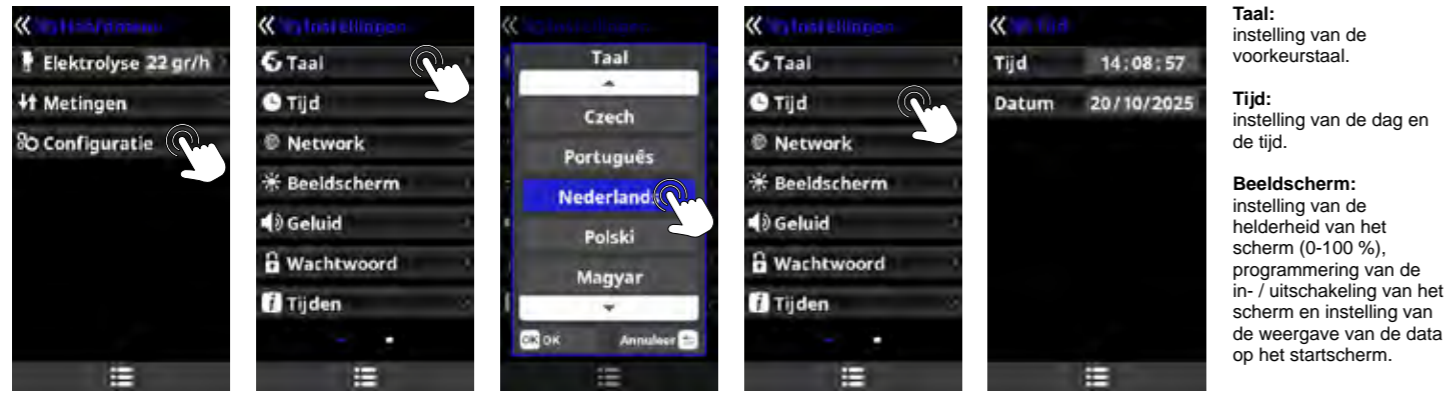 Elektrolyse 22 gr/h
Metingen
Configuratie
Instellingen
Taal
Tijd
Network
Beeldscherm
Geluid
Wachtwoord
Tijden
Taal
Czech
Português
Nederland
Polski
Magyar
OK OK Annuleer
Instellingen
Taal
Tijd
Network
Beeldscherm
Geluid
Wachtwoord
Tijden
Tijd
Tijd 14:08:57
Datum 20/10/2025
Taal:
instelling van de
voorkeurstaal.
Tijd:
instelling van de dag en
de tijd.
Beeldscherm:
instelling van de
helderheid van het
scherm (0-100 %),
programmering van de
in- / uitschakeling van het
scherm en instelling van
de weergave van de data
op het startscherm.